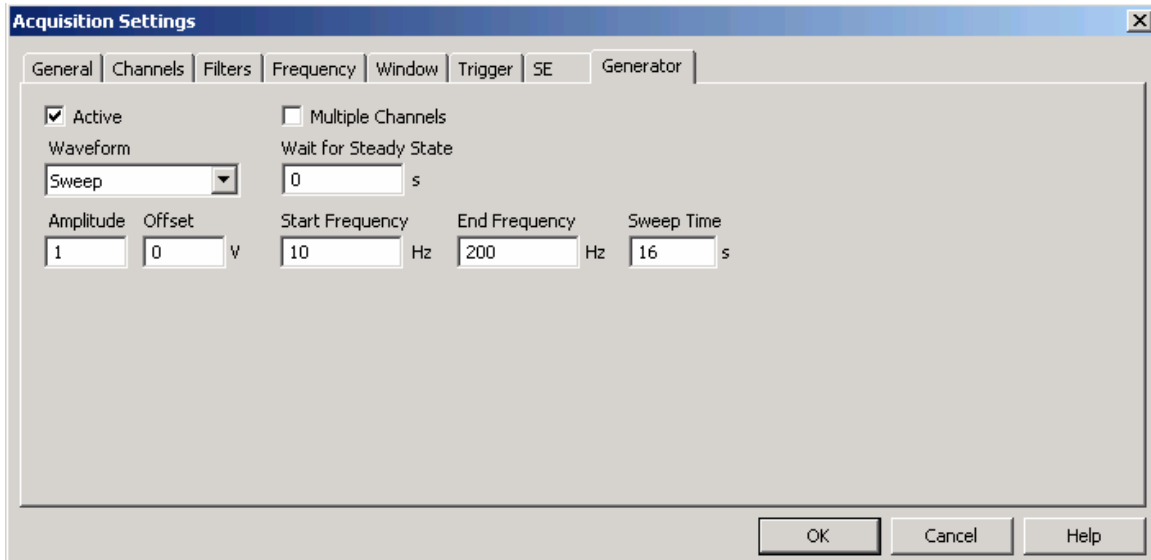 Acquisition Settings
General Channels Filters Frequency Window Trigger SE Generator
Active Multiple Channels
Waveform Wait for Steady State
Sweep 0 s
Amplitude Offset Start Frequency End Frequency Sweep Time
1 0 V 10 Hz 200 Hz 16 s
OK Cancel Help